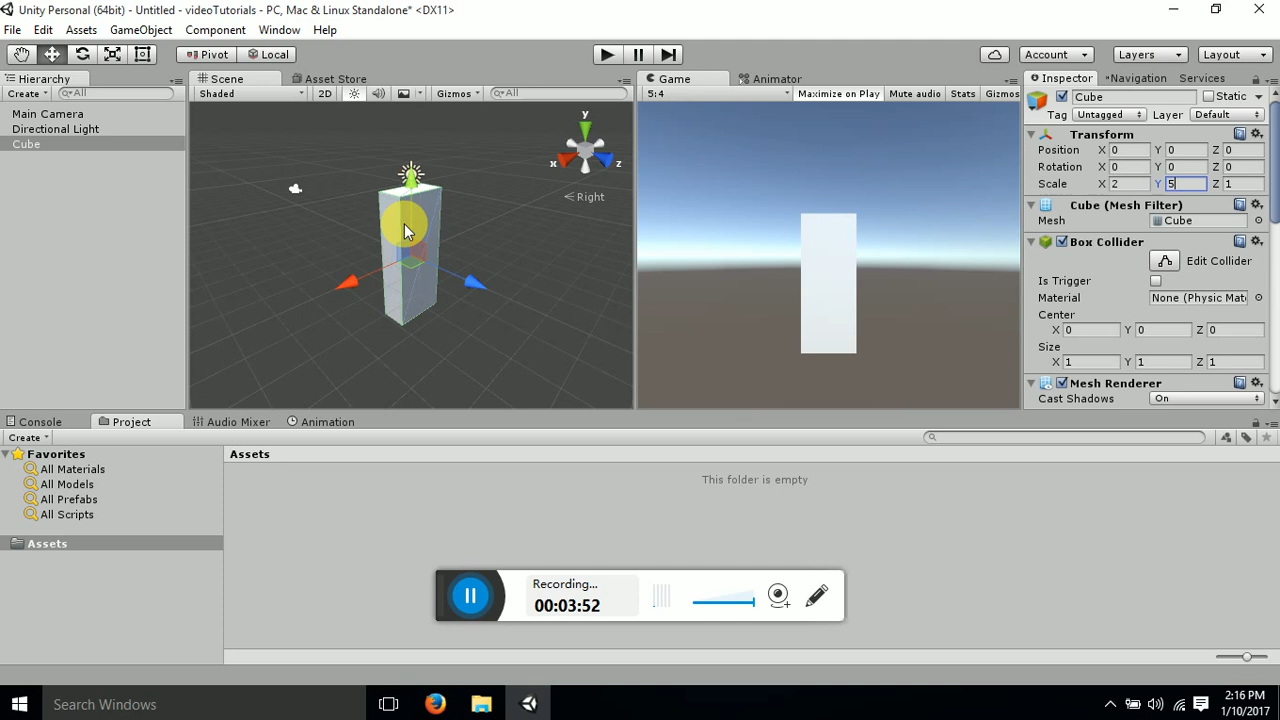 Unity Personal (64bit) - Untitled - videoTutorials - PC, Mac & Linux Standalone* <DX11>
File Edit Assets GameObject Component Window Help
Pivot Local Account Layers Layout
Hierarchy Scene Asset Store Game Animator Inspector Navigation Services
Create All Shaded 2D Gizmos All 5:4 Maximize on Play Mute audio Stats Gizmos Cube Static
Main Camera
Directional Light
Cube
y
x
z
Right
Tag Untagged Layer Default
Transform
Position X 0 Y 0 Z 0
Rotation X 0 Y 0 Z 0
Scale X 2 Y 5 Z 1
Cube (Mesh Filter)
Mesh Cube
Box Collider
Edit Collider
Is Trigger
Material None (Physic Mat
Center
X 0 Y 0 Z 0
Size
X 1 Y 1 Z 1
Mesh Renderer
Cast Shadows On
Console Project Audio Mixer Animation
Create
Favorites Assets
All Materials This folder is empty
All Models
All Prefabs
All Scripts
Assets
Recording...
00:03:52
Search Windows
2:16 PM
1/10/2017